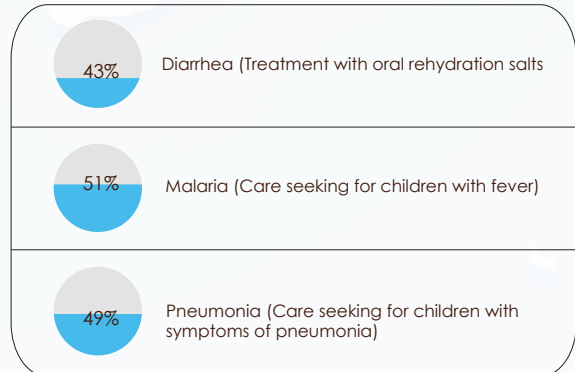 43%
Diarrhea (Treatment with oral rehydration salts
51%
Malaria (Care seeking for children with fever)
49%
Pneumonia (Care seeking for children with
symptoms of pneumonia)